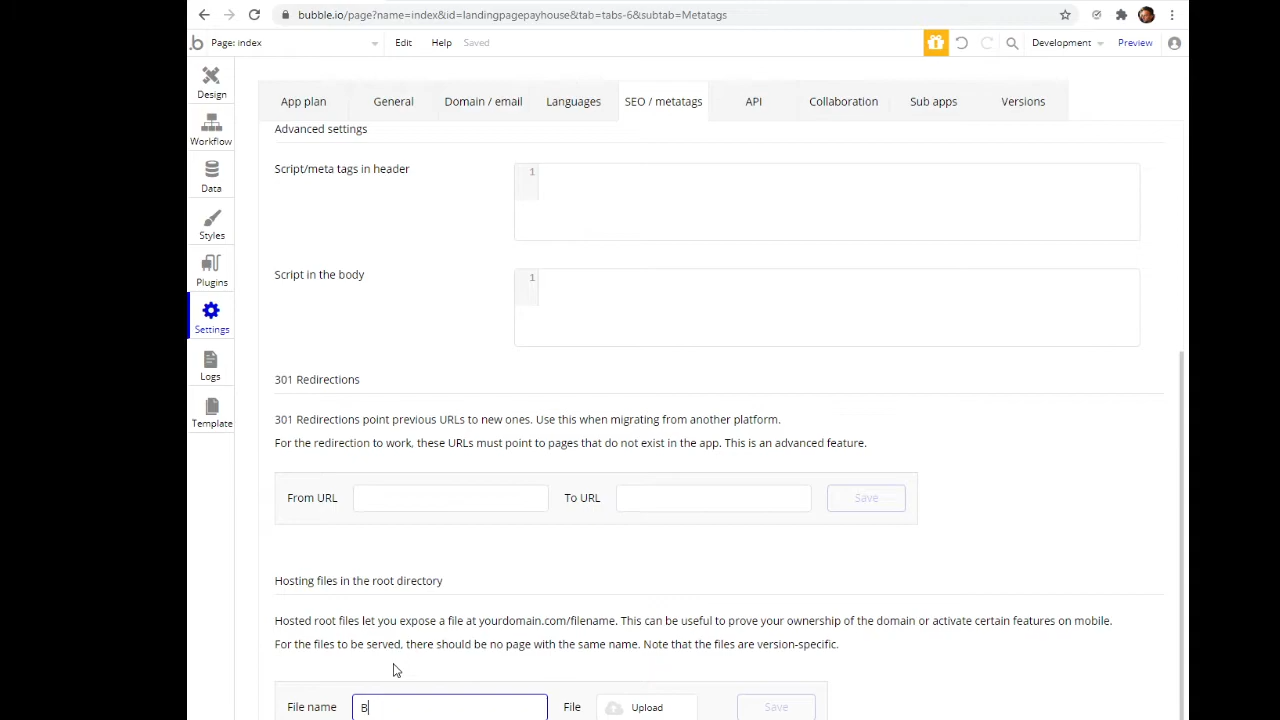 bubble.io/page?name=index&id=landingpagepayhouse&tab=tabs-6&subtab=Metatags
.b Page: index Edit Help Saved Development Preview
Design
Workflow
Data
Styles
Plugins
Settings
Logs
Template
App plan General Domain / email Languages SEO / metatags API Collaboration Sub apps Versions
Advanced settings
Script/meta tags in header
1
Script in the body
1
301 Redirections
301 Redirections point previous URLs to new ones. Use this when migrating from another platform.
For the redirection to work, these URLs must point to pages that do not exist in the app. This is an advanced feature.
From URL To URL Save
Hosting files in the root directory
Hosted root files let you expose a file at yourdomain.com/filename. This can be useful to prove your ownership of the domain or activate certain features on mobile.
For the files to be served, there should be no page with the same name. Note that the files are version-specific.
File name B File Upload Save